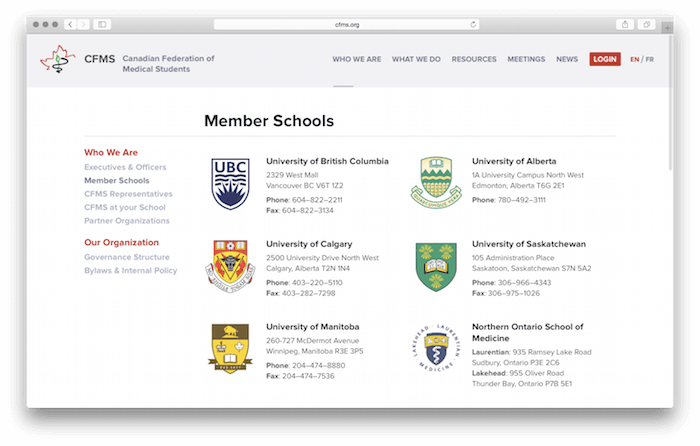 cfms.org
CFMS
Canadian Federation of
Medical Students
WHO WE ARE
WHAT WE DO
RESOURCES
MEETINGS
NEWS
LOGIN
EN / FR
Member Schools
Who We Are
Executives & Officers
Member Schools
CFMS Representatives
CFMS at your School
Partner Organizations
Our Organization
Governance Structure
Bylaws & Internal Policy
UBC
University of British Columbia
2329 West Mall
Vancouver BC V6T 1Z2
Phone: 604–822–2211
Fax: 604–822–3134
University of Alberta
1A University Campus North West
Edmonton, Alberta T6G 2E1
Phone: 780–492–3111
University of Calgary
2500 University Drive North West
Calgary, Alberta T2N 1N4
Phone: 403–220–5110
Fax: 403–282–7298
University of Saskatchewan
105 Administration Place
Saskatoon, Saskatchewan S7N 5A2
Phone: 306–966–4343
Fax: 306–975–1026
University of Manitoba
260-727 McDermot Avenue
Winnipeg, Manitoba R3E 3P5
Phone: 204–474–8880
Fax: 204–474–7536
LAKEHEAD LAURENTIAN
MEDICINE
Northern Ontario School of
Medicine
Laurentian: 935 Ramsey Lake Road
Sudbury, Ontario P3E 2C6
Lakehead: 955 Oliver Road
Thunder Bay, Ontario P7B 5E1